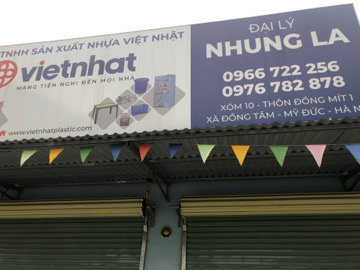 TNHH SẢN XUẤT NHỰA VIỆT NHẬT
vietnhat
MANG TIỆN NGHI ĐẾN MỌI NHÀ
www.vietnhatplastic.com
ĐẠI LÝ
NHUNG LA
0966 722 256
0976 782 878
XÓM 10 - THÔN ĐỒNG MÍT 1
XÃ ĐỒNG TÂM - MỸ ĐỨC - HÀ